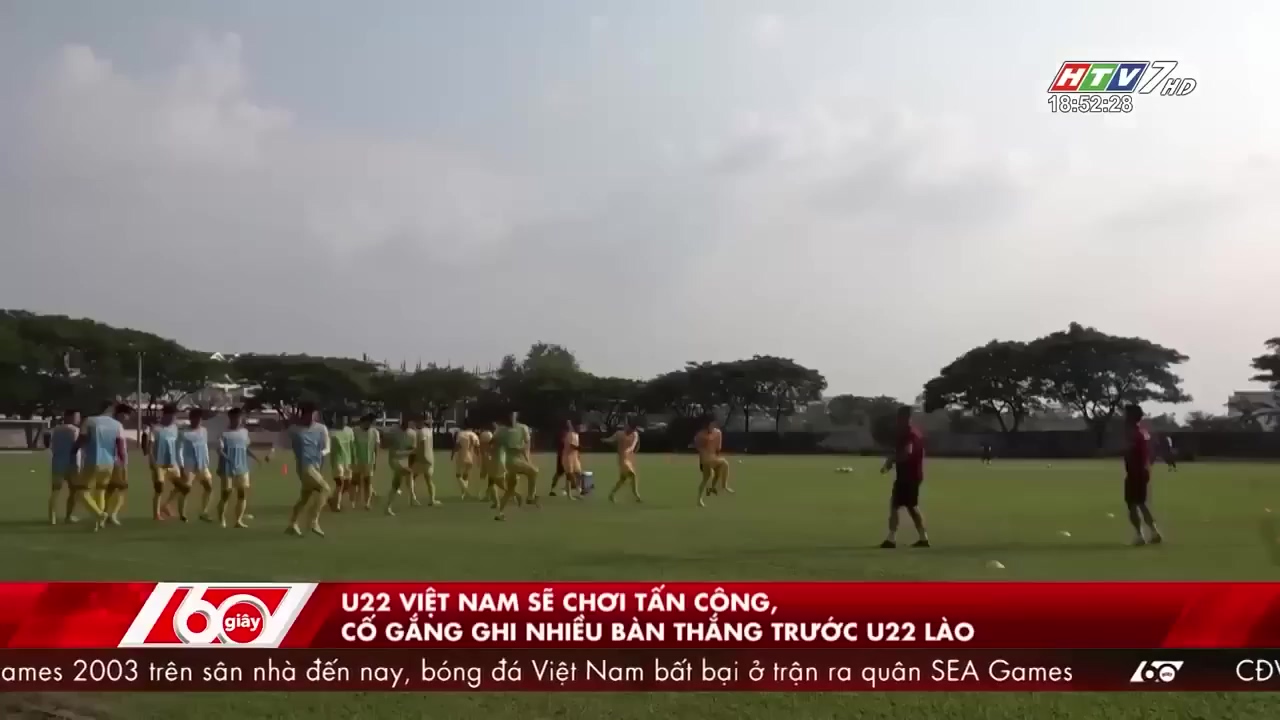 HTV7 HD
18:52:28
60 giây
U22 VIỆT NAM SẼ CHƠI TẤN CÔNG,
CỐ GẮNG GHI NHIỀU BÀN THẮNG TRƯỚC U22 LÀO
ames 2003 trên sân nhà đến nay, bóng đá Việt Nam bất bại ở trận ra quân SEA Games 60 giây CĐV